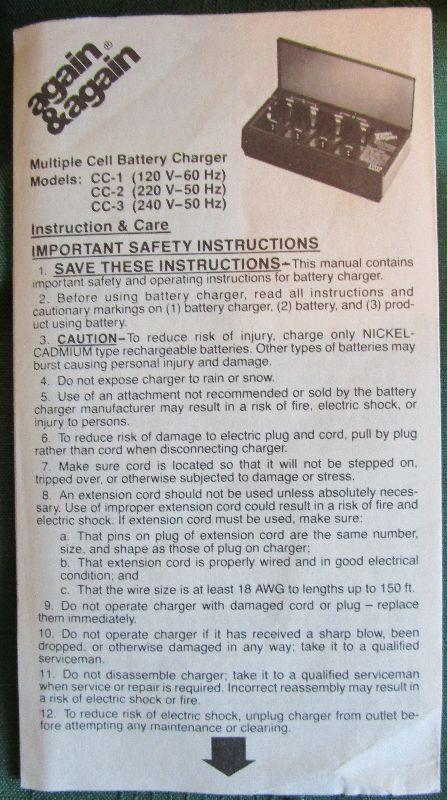 again®
&again
Multiple Cell Battery Charger
Models: CC-1 (120 V–60 Hz)
CC-2 (220 V–50 Hz)
CC-3 (240 V–50 Hz)
Instruction & Care
IMPORTANT SAFETY INSTRUCTIONS
1. SAVE THESE INSTRUCTIONS–This manual contains
important safety and operating instructions for battery charger.
2. Before using battery charger, read all instructions and
cautionary markings on (1) battery charger, (2) battery, and (3) prod-
uct using battery.
3. CAUTION–To reduce risk of injury, charge only NICKEL-
CADMIUM type rechargeable batteries. Other types of batteries may
burst causing personal injury and damage.
4. Do not expose charger to rain or snow.
5. Use of an attachment not recommended or sold by the battery
charger manufacturer may result in a risk of fire, electric shock, or
injury to persons.
6. To reduce risk of damage to electric plug and cord, pull by plug
rather than cord when disconnecting charger.
7. Make sure cord is located so that it will not be stepped on,
tripped over, or otherwise subjected to damage or stress.
8. An extension cord should not be used unless absolutely neces-
sary. Use of improper extension cord could result in a risk of fire and
electric shock. If extension cord must be used, make sure:
a. That pins on plug of extension cord are the same number,
size, and shape as those of plug on charger;
b. That extension cord is properly wired and in good electrical
condition; and
c. That the wire size is at least 18 AWG to lengths up to 150 ft.
9. Do not operate charger with damaged cord or plug – replace
them immediately.
10. Do not operate charger if it has received a sharp blow, been
dropped, or otherwise damaged in any way; take it to a qualified
serviceman.
11. Do not disassemble charger; take it to a qualified serviceman
when service or repair is required. Incorrect reassembly may result in
a risk of electric shock or fire.
12. To reduce risk of electric shock, unplug charger from outlet be-
fore attempting any maintenance or cleaning.